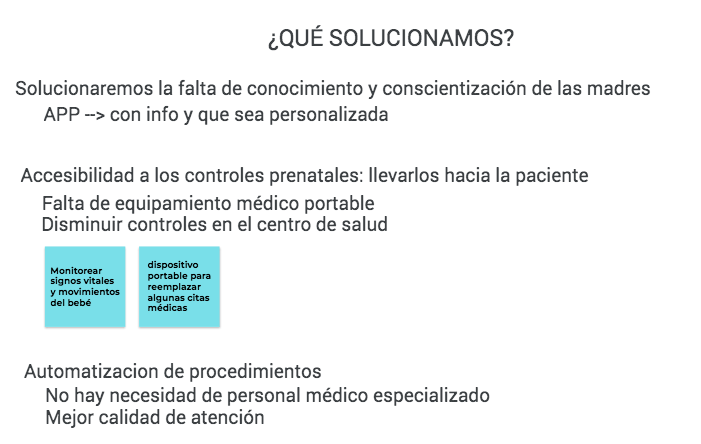 ¿QUÉ SOLUCIONAMOS?
Solucionaremos la falta de conocimiento y conscientización de las madres
APP --> con info y que sea personalizada
Accesibilidad a los controles prenatales: llevarlos hacia la paciente
Falta de equipamiento médico portable
Disminuir controles en el centro de salud
Monitorear
signos vitales
y movimientos
del bebé
dispositivo
portable para
reemplazar
algunas citas
médicas
Automatizacion de procedimientos
No hay necesidad de personal médico especializado
Mejor calidad de atención